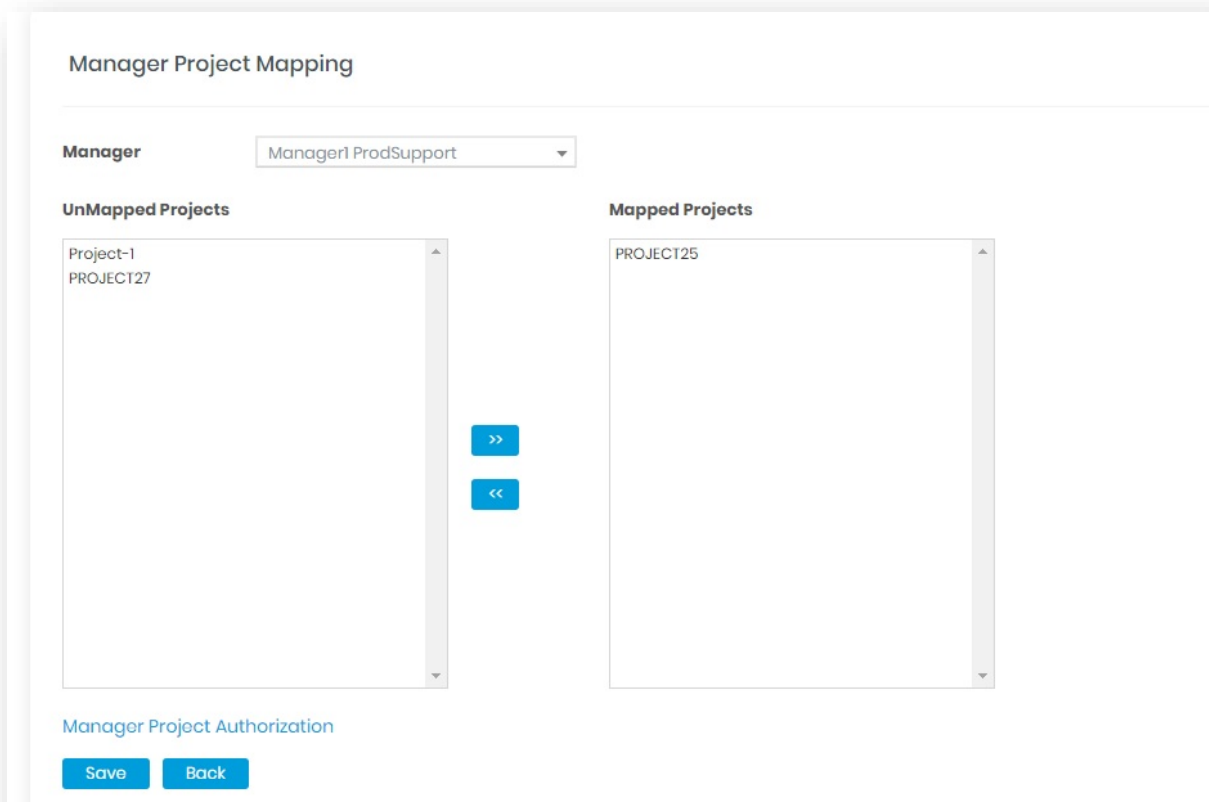 Manager Project Mapping
Manager
Manager1 ProdSupport
UnMapped Projects
Mapped Projects
Project-1
PROJECT27
PROJECT25
>>
<<
Manager Project Authorization
Save
Back